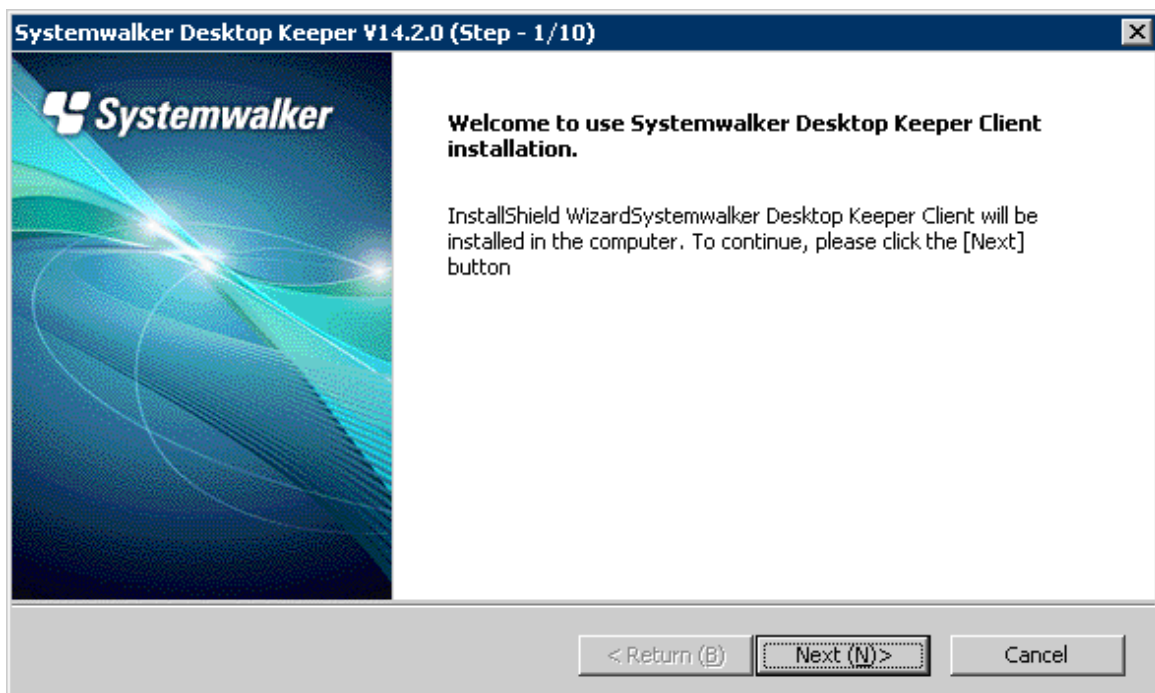 Systemwalker Desktop Keeper V14.2.0 (Step - 1/10)
Systemwalker
Welcome to use Systemwalker Desktop Keeper Client
installation.
InstallShield WizardSystemwalker Desktop Keeper Client will be
installed in the computer. To continue, please click the [Next]
button
< Return (B)
Next (N)>
Cancel